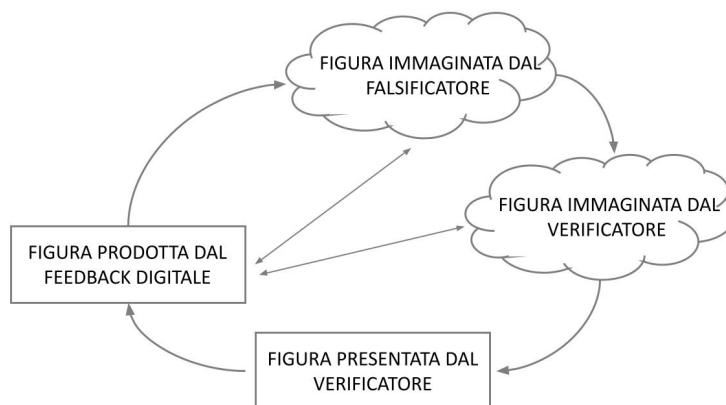 FIGURA IMMAGINATA DAL
FALSIFICATORE
FIGURA IMMAGINATA DAL
VERIFICATORE
FIGURA PRODOTTA DAL
FEEDBACK DIGITALE
FIGURA PRESENTATA DAL
VERIFICATORE